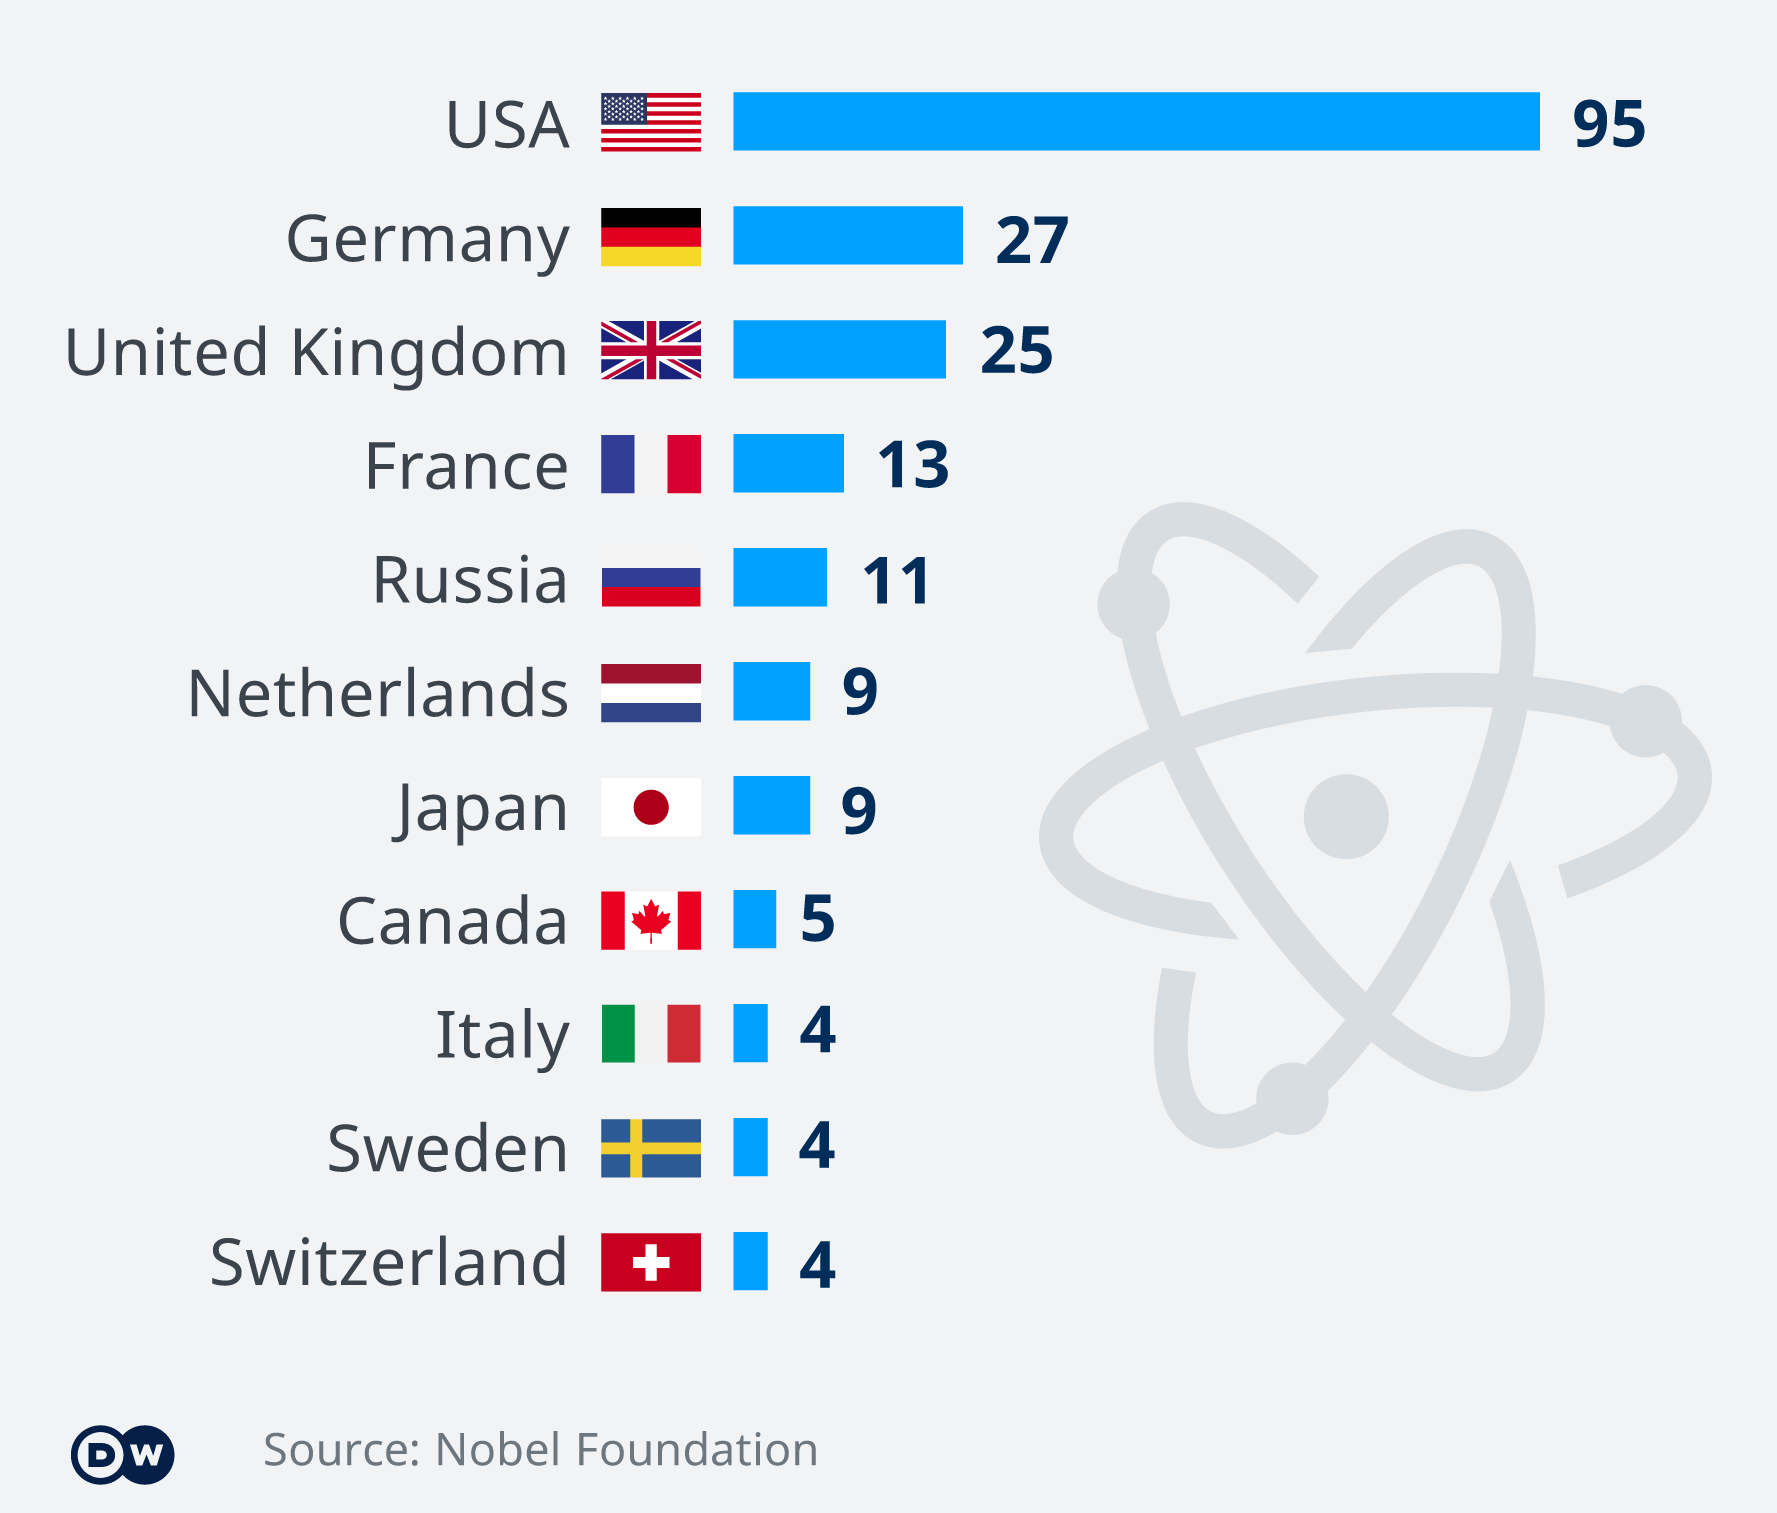 USA 95
Germany 27
United Kingdom 25
France 13
Russia 11
Netherlands 9
Japan 9
Canada 5
Italy 4
Sweden 4
Switzerland 4
DW Source: Nobel Foundation